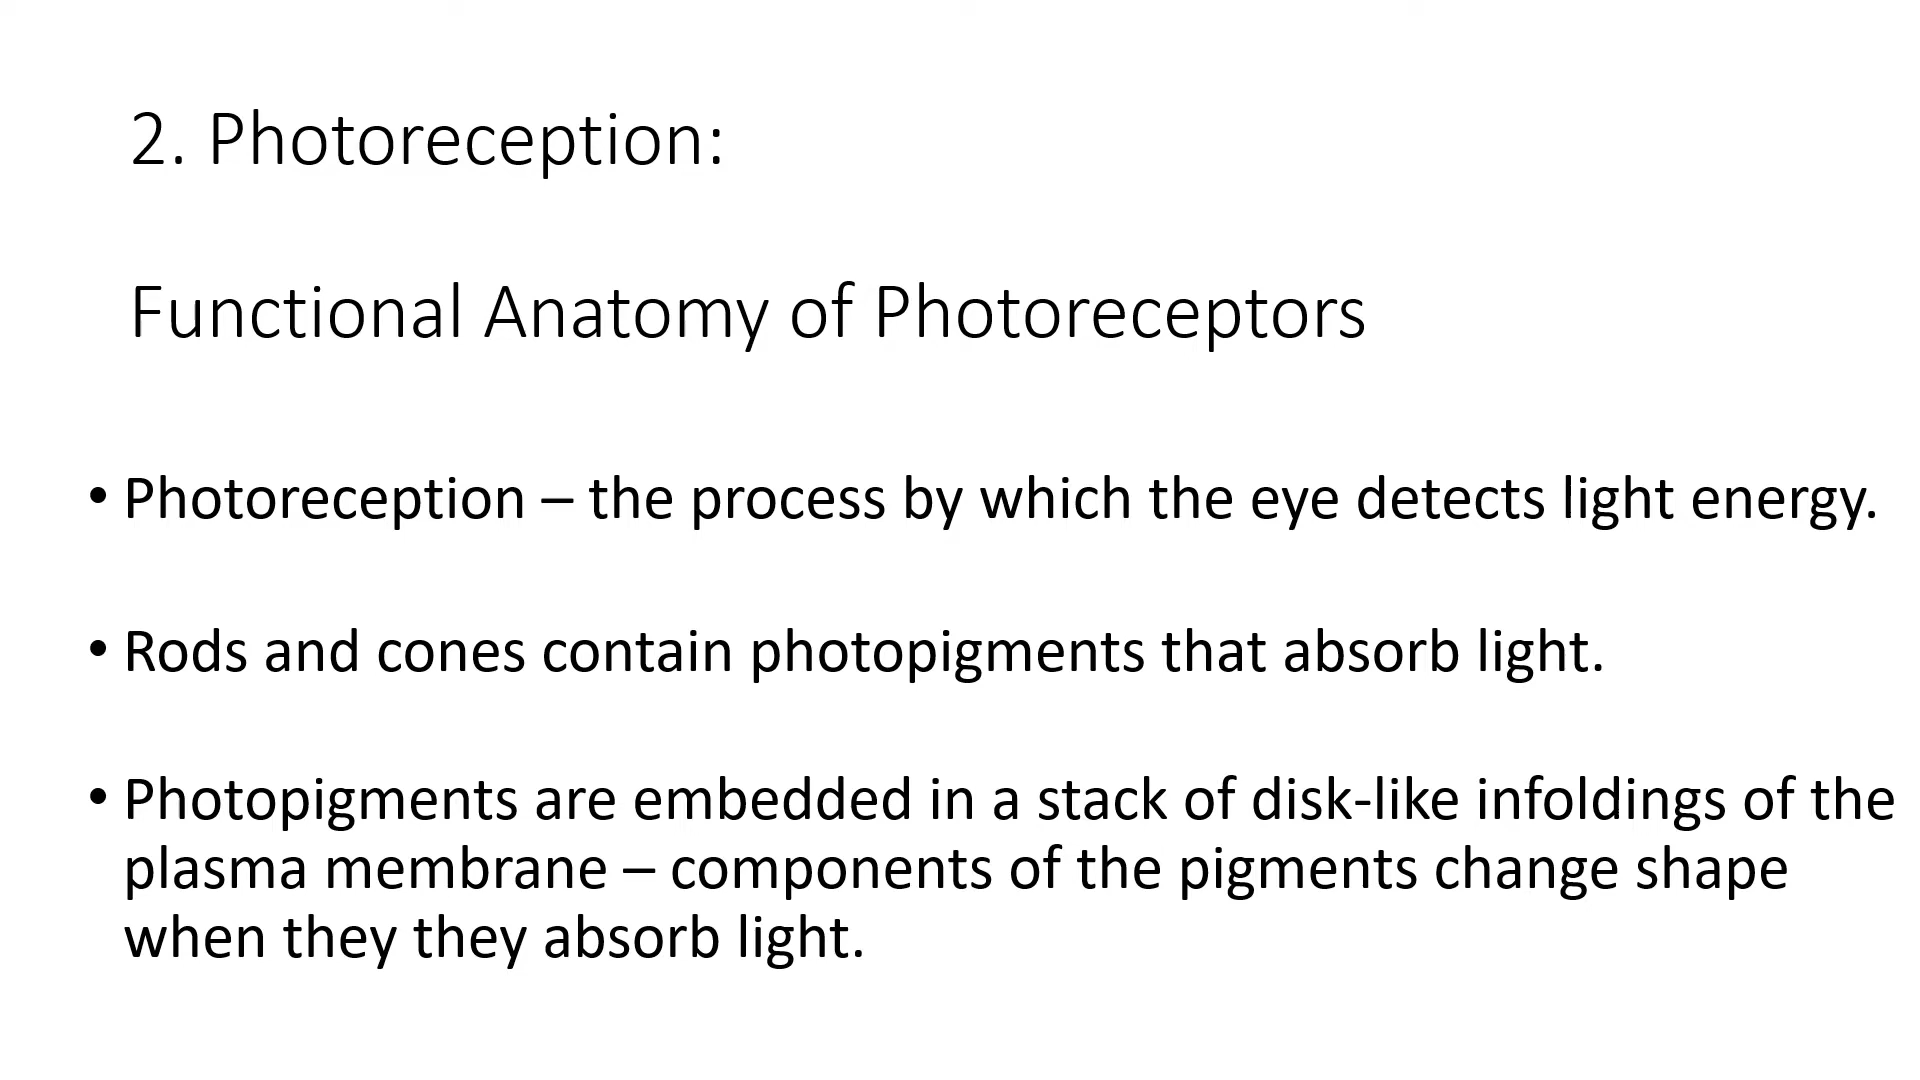 2. Photoreception:
Functional Anatomy of Photoreceptors
• Photoreception – the process by which the eye detects light energy.
• Rods and cones contain photopigments that absorb light.
• Photopigments are embedded in a stack of disk-like infoldings of the
plasma membrane – components of the pigments change shape
when they they absorb light.